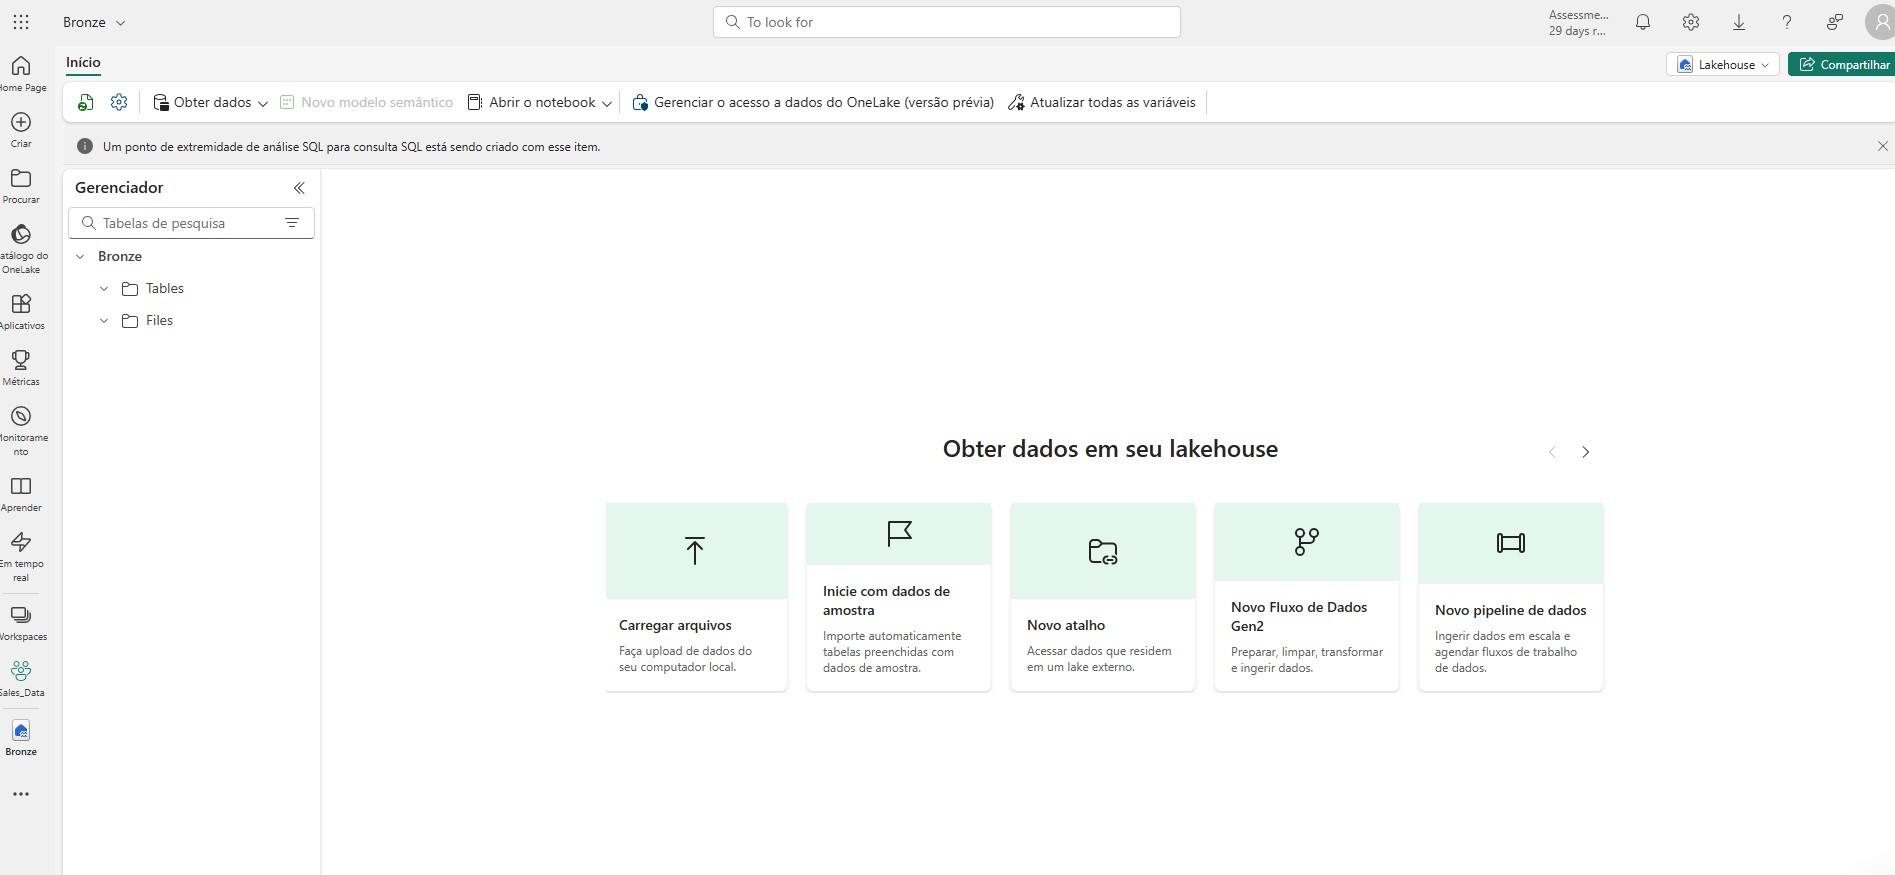 Bronze
To look for
Assessme...
29 days r...
Início
Lakehouse
Compartilhar
Obter dados
Novo modelo semântico
Abrir o notebook
Gerenciar o acesso a dados do OneLake (versão prévia)
Atualizar todas as variáveis
Um ponto de extremidade de análise SQL para consulta SQL está sendo criado com esse item.
ome Page
Criar
Procurar
atálogo do
OneLake
Aplicativos
Métricas
onitorame
nto
Aprender
Em tempo
real
Workspaces
Sales_Data
Bronze
Gerenciador
Tabelas de pesquisa
Bronze
Tables
Files
Obter dados em seu lakehouse
Carregar arquivos
Faça upload de dados do
seu computador local.
Inicie com dados de
amostra
Importe automaticamente
tabelas preenchidas com
dados de amostra.
Novo atalho
Acessar dados que residem
em um lake externo.
Novo Fluxo de Dados
Gen2
Preparar, limpar, transformar
e ingerir dados.
Novo pipeline de dados
Ingerir dados em escala e
agendar fluxos de trabalho
de dados.